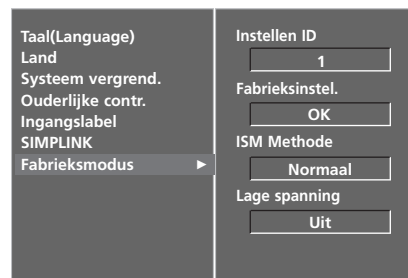 Taal(Language)
Land
Systeem vergrend.
Ouderlijke contr.
Ingangslabel
SIMPLINK
Fabrieksmodus ►
Instellen ID
1
Fabrieksinstel.
OK
ISM Methode
Normaal
Lage spanning
Uit